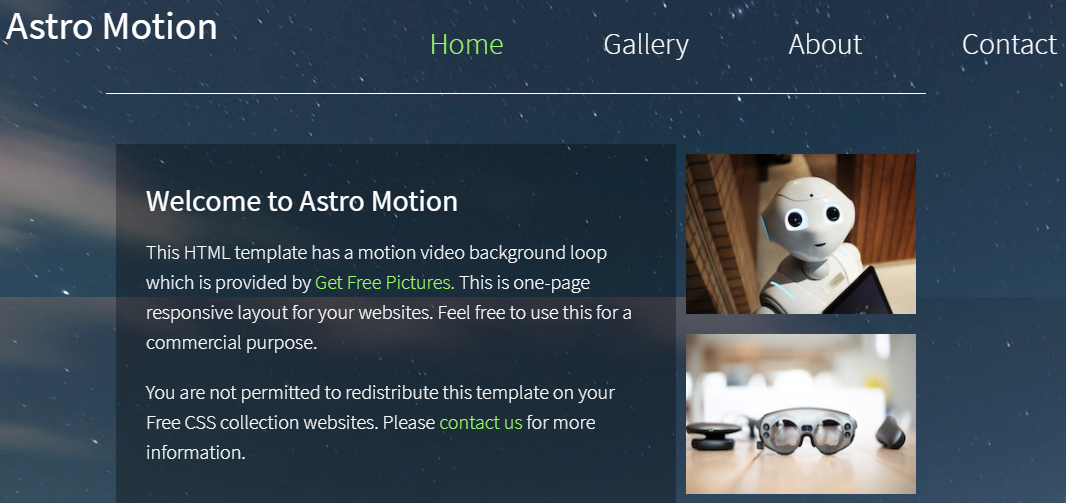 Astro Motion
Home Gallery About Contact
Welcome to Astro Motion
This HTML template has a motion video background loop
which is provided by Get Free Pictures. This is one-page
responsive layout for your websites. Feel free to use this for a
commercial purpose.
You are not permitted to redistribute this template on your
Free CSS collection websites. Please contact us for more
information.